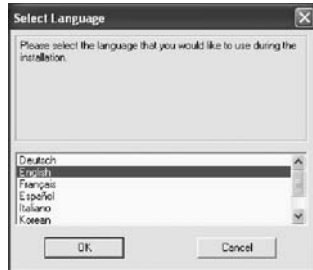 Select Language
Please select the language that you would like to use during the
installation.
Deutsch
English
Français
Español
Italiano
Korean
OK
Cancel